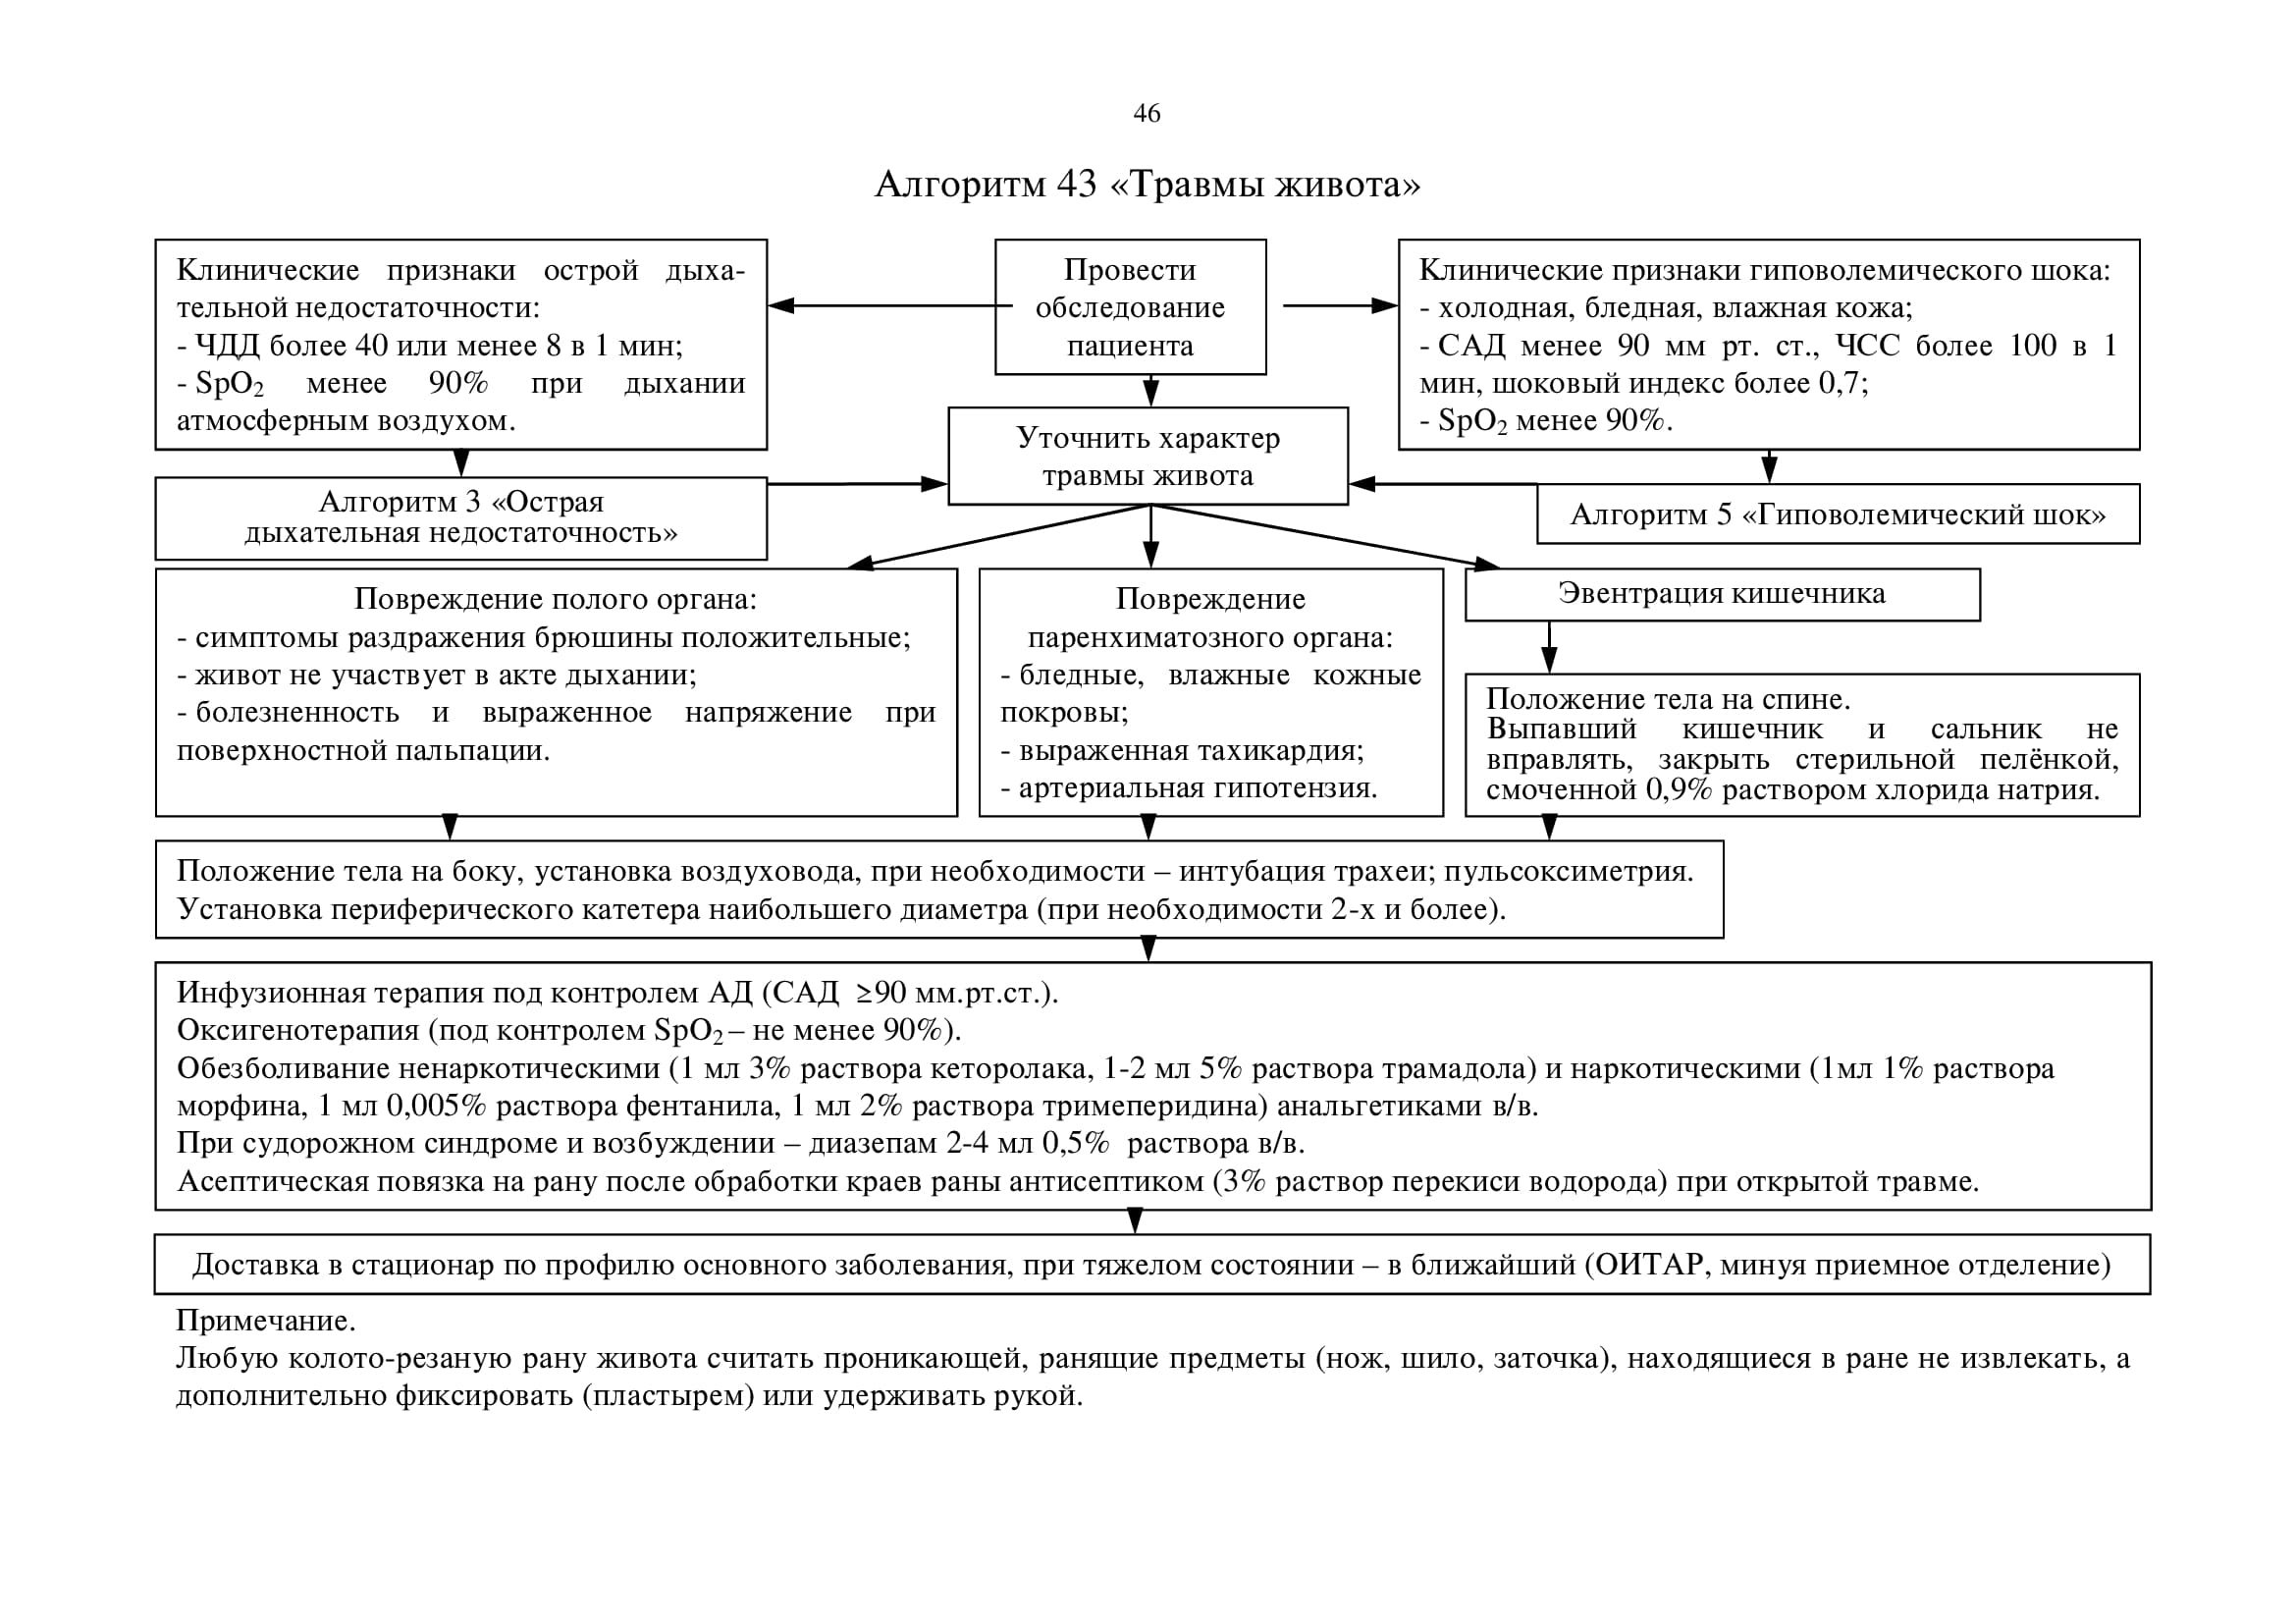 46
Алгоритм 43 «Травмы живота»
Клинические признаки острой дыха-
тельной недостаточности:
- ЧДД более 40 или менее 8 в 1 мин;
- SpO₂ менее 90% при дыхании
атмосферным воздухом.
Провести
обследование
пациента
Клинические признаки гиповолемического шока:
- холодная, бледная, влажная кожа;
- САД менее 90 мм рт. ст., ЧСС более 100 в 1
мин, шоковый индекс более 0,7;
- SpO₂ менее 90%.
Уточнить характер
травмы живота
Алгоритм 3 «Острая
дыхательная недостаточность»
Алгоритм 5 «Гиповолемический шок»
Повреждение полого органа:
- симптомы раздражения брюшины положительные;
- живот не участвует в акте дыхании;
- болезненность и выраженное напряжение при
поверхностной пальпации.
Повреждение
паренхиматозного органа:
- бледные, влажные кожные
покровы;
- выраженная тахикардия;
- артериальная гипотензия.
Эвентрация кишечника
Положение тела на спине.
Выпавший кишечник и сальник не
вправлять, закрыть стерильной пелёнкой,
смоченной 0,9% раствором хлорида натрия.
Положение тела на боку, установка воздуховода, при необходимости – интубация трахеи; пульсоксиметрия.
Установка периферического катетера наибольшего диаметра (при необходимости 2-х и более).
Инфузионная терапия под контролем АД (САД ≥90 мм.рт.ст.).
Оксигенотерапия (под контролем SpO₂ – не менее 90%).
Обезболивание ненаркотическими (1 мл 3% раствора кеторолака, 1-2 мл 5% раствора трамадола) и наркотическими (1мл 1% раствора
морфина, 1 мл 0,005% раствора фентанила, 1 мл 2% раствора тримеперидина) анальгетиками в/в.
При судорожном синдроме и возбуждении – диазепам 2-4 мл 0,5% раствора в/в.
Асептическая повязка на рану после обработки краев раны антисептиком (3% раствор перекиси водорода) при открытой травме.
Доставка в стационар по профилю основного заболевания, при тяжелом состоянии – в ближайший (ОИТАР, минуя приемное отделение)
Примечание.
Любую колото-резаную рану живота считать проникающей, ранящие предметы (нож, шило, заточка), находящиеся в ране не извлекать, а
дополнительно фиксировать (пластырем) или удерживать рукой.